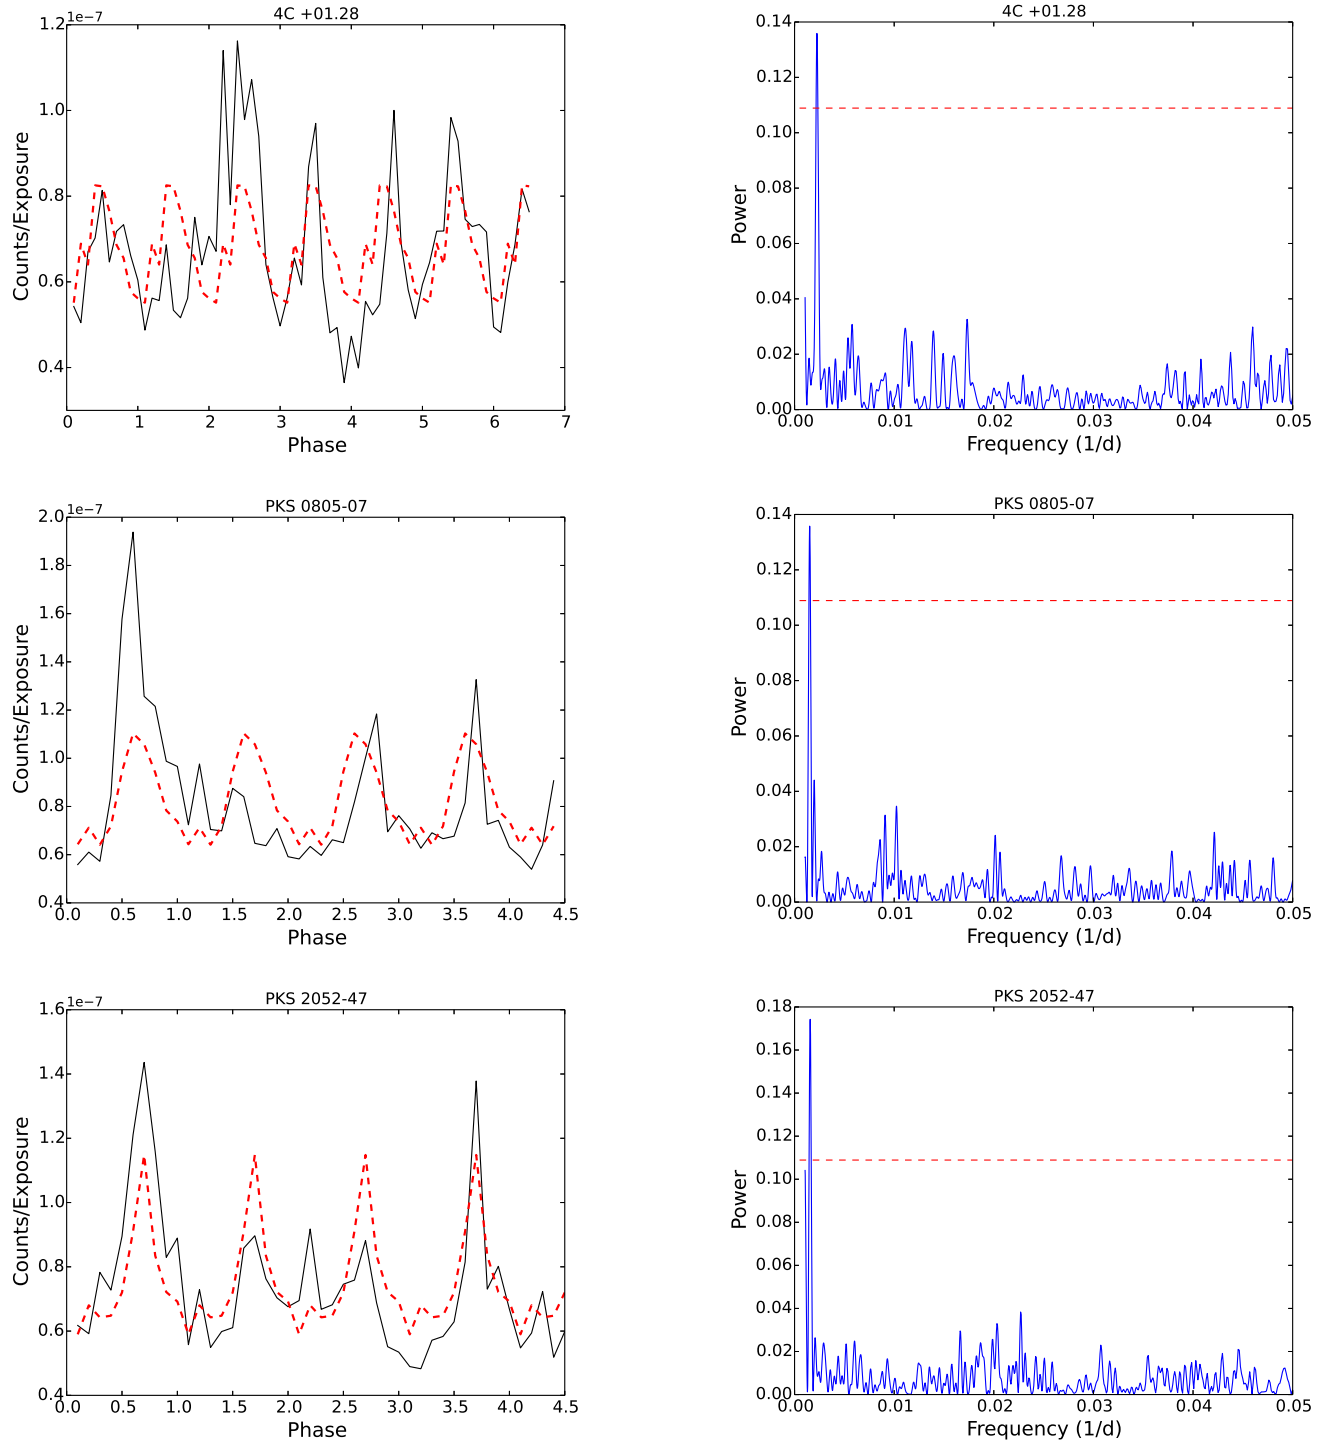 4C +01.28
1e−7
1.2
1.0
0.8
0.6
0.4
Counts/Exposure
0 1 2 3 4 5 6 7
Phase
4C +01.28
0.14
0.12
0.10
0.08
0.06
0.04
0.02
0.00
Power
0.00 0.01 0.02 0.03 0.04 0.05
Frequency (1/d)
PKS 0805-07
1e−7
2.0
1.8
1.6
1.4
1.2
1.0
0.8
0.6
0.4
Counts/Exposure
0.0 0.5 1.0 1.5 2.0 2.5 3.0 3.5 4.0 4.5
Phase
PKS 0805-07
0.14
0.12
0.10
0.08
0.06
0.04
0.02
0.00
Power
0.00 0.01 0.02 0.03 0.04 0.05
Frequency (1/d)
PKS 2052-47
1e−7
1.6
1.4
1.2
1.0
0.8
0.6
0.4
Counts/Exposure
0.0 0.5 1.0 1.5 2.0 2.5 3.0 3.5 4.0 4.5
Phase
PKS 2052-47
0.18
0.16
0.14
0.12
0.10
0.08
0.06
0.04
0.02
0.00
Power
0.00 0.01 0.02 0.03 0.04 0.05
Frequency (1/d)